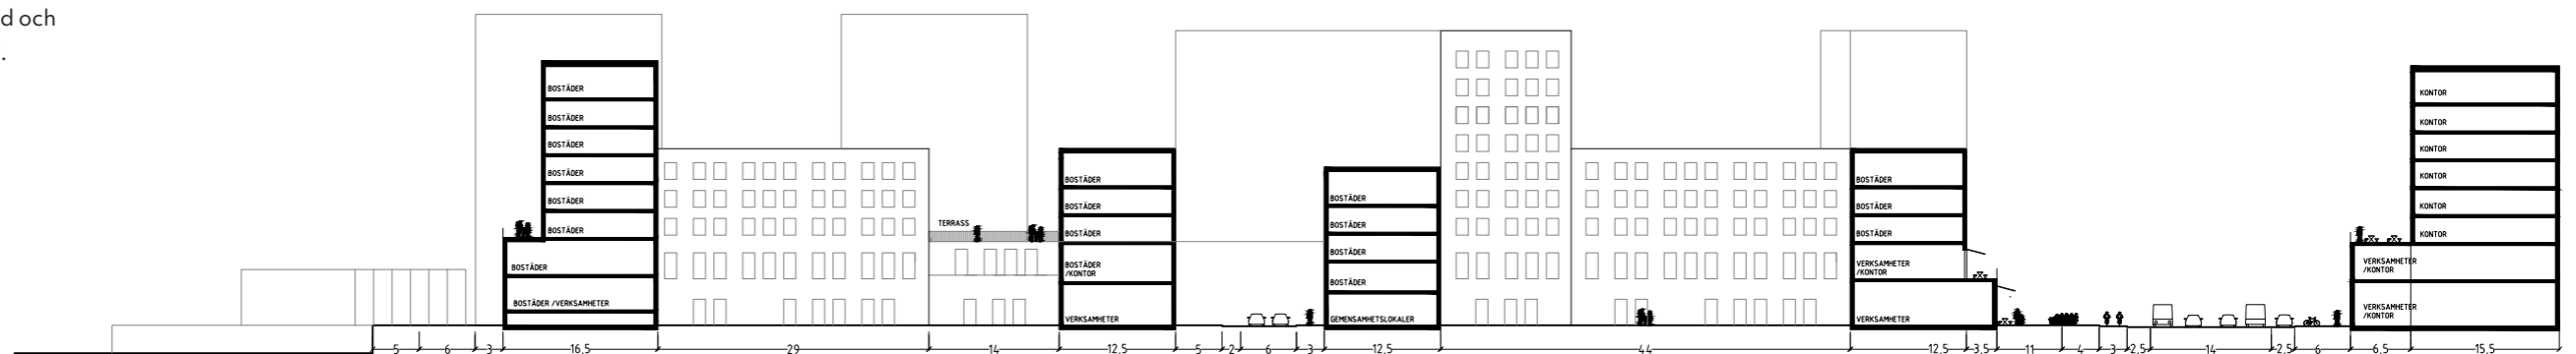 d och
.
BOSTÄDER
BOSTÄDER
BOSTÄDER
BOSTÄDER
BOSTÄDER
BOSTÄDER
BOSTÄDER
BOSTÄDER /VERKSAMHETER
TERRASS
BOSTÄDER
BOSTÄDER
BOSTÄDER
BOSTÄDER
/KONTOR
VERKSAMHETER
BOSTÄDER
BOSTÄDER
BOSTÄDER
BOSTÄDER
GEMENSAMHETSLOKALER
BOSTÄDER
BOSTÄDER
BOSTÄDER
VERKSAMHETER
/KONTOR
VERKSAMHETER
KONTOR
KONTOR
KONTOR
KONTOR
KONTOR
KONTOR
VERKSAMHETER
/KONTOR
VERKSAMHETER
/KONTOR
5 6 3 16,5 29 14 12,5 5 2 6 3 12,5 44 12,5 3,5 11 4 3 2,5 14 2,5 6 6,5 15,5